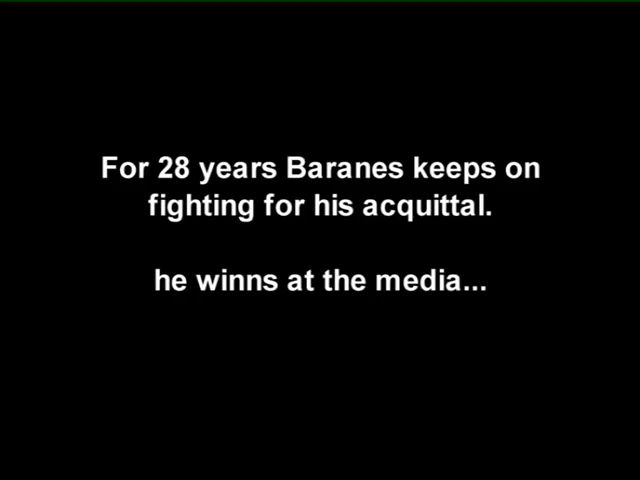 For 28 years Baranes keeps on
fighting for his acquittal.
he winns at the media...